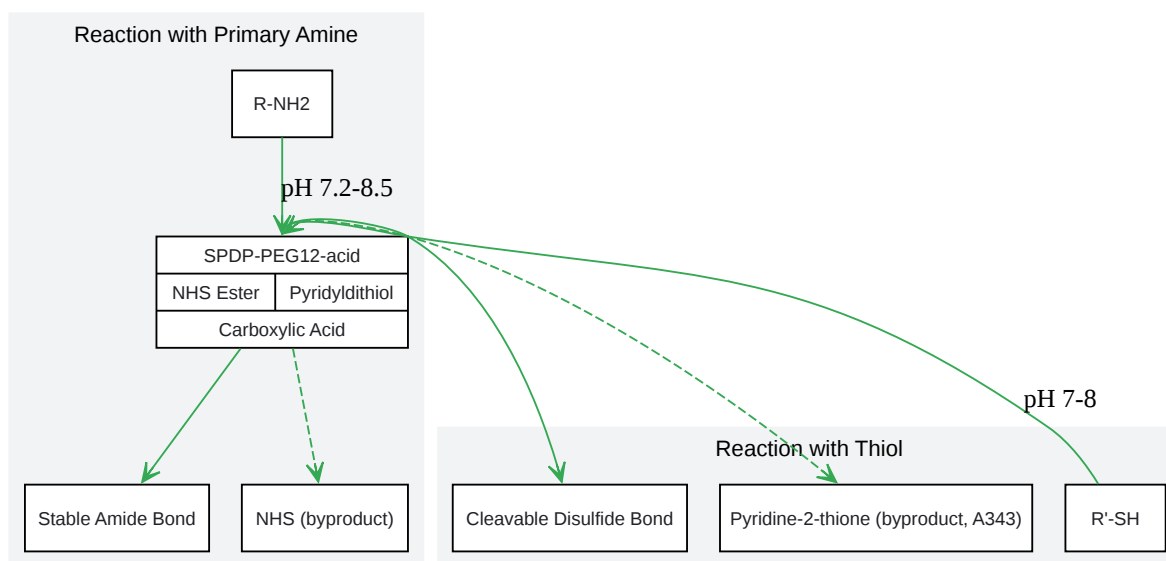 Reaction with Primary Amine
R-NH2
pH 7.2-8.5
SPDP-PEG12-acid
NHS Ester
Pyridyldithiol
Carboxylic Acid
pH 7-8
Reaction with Thiol
Stable Amide Bond
NHS (byproduct)
Cleavable Disulfide Bond
Pyridine-2-thione (byproduct, A343)
R'-SH